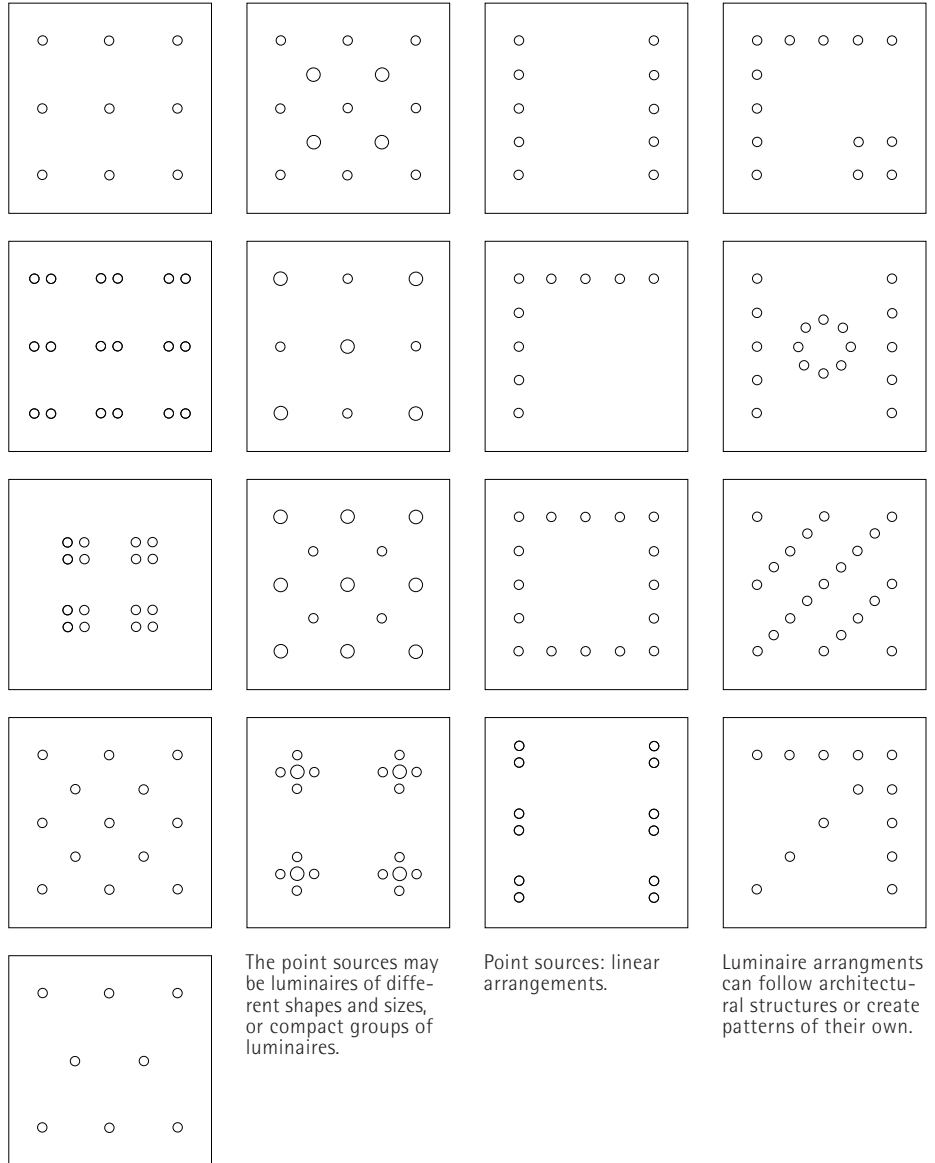 The point sources may
be luminaires of diffe-
rent shapes and sizes,
or compact groups of
luminaires.
Point sources: linear
arrangements.
Luminaire arrangments
can follow architectu-
ral structures or create
patterns of their own.